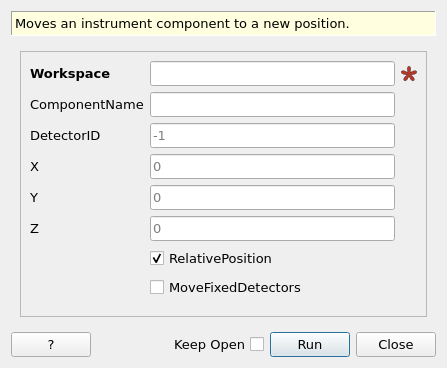 Moves an instrument component to a new position.
Workspace
ComponentName
DetectorID -1
X 0
Y 0
Z 0
RelativePosition
MoveFixedDetectors
? Keep Open Run Close